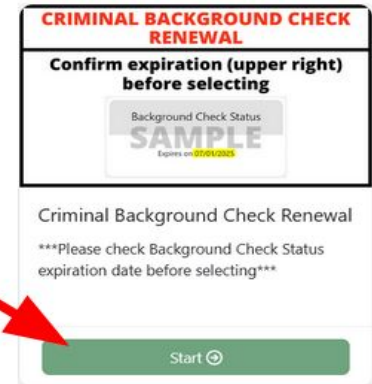 CRIMINAL BACKGROUND CHECK
RENEWAL
Confirm expiration (upper right)
before selecting
Background Check Status
SAMPLE
Expires on 07/01/2025
Criminal Background Check Renewal
***Please check Background Check Status
expiration date before selecting***
Start